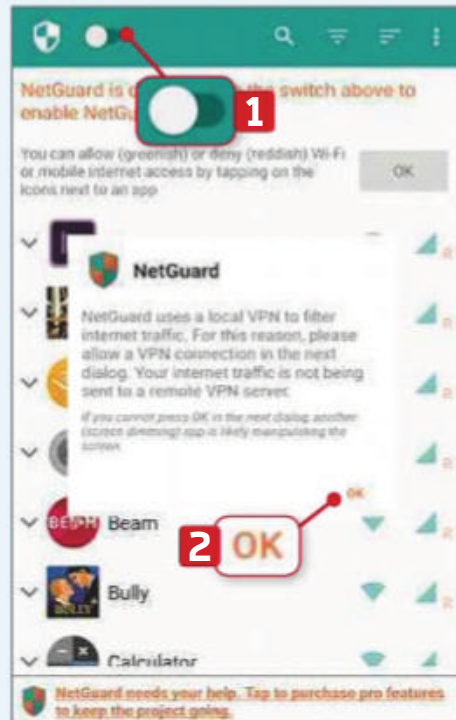 NetGuard is the switch above to
enable NetGu
1
You can allow (greenish) or deny (reddish) Wi-Fi
or mobile internet access by tapping on the
icons next to an app
OK
NetGuard
NetGuard uses a local VPN to filter
internet traffic. For this reason, please
allow a VPN connection in the next
dialog. Your internet traffic is not being
sent to a remote VPN server.
If you cannot press OK in the next dialog, another
(screen dimming) app is likely manipulating the
screen.
OK
2 OK
BEAM Beam
BULLY Bully
Calculator
NetGuard needs your help. Tap to purchase pro features
to keep the project going.